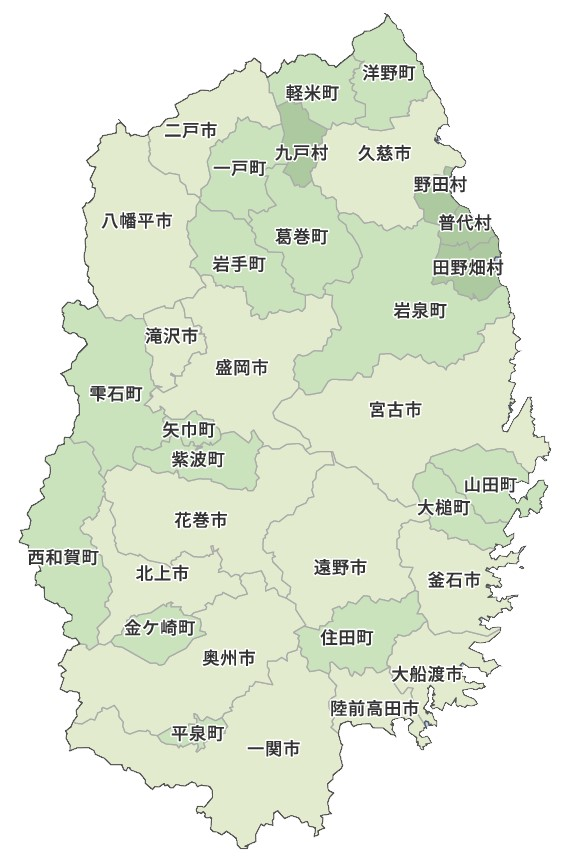 洋野町
軽米町
二戸市
九戸村
久慈市
一戸町
野田村
八幡平市
普代村
葛巻町
岩手町
田野畑村
岩泉町
滝沢市
盛岡市
雫石町
宮古市
矢巾町
紫波町
山田町
大槌町
花巻市
西和賀町
遠野市
北上市
釜石市
金ケ崎町
住田町
奥州市
大船渡市
陸前高田市
平泉町
一関市